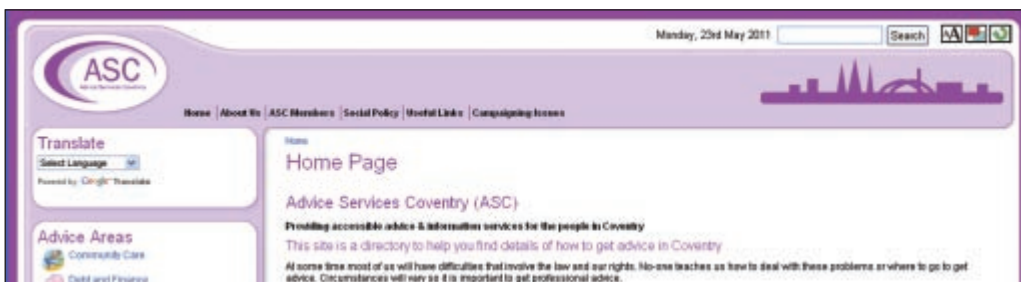 Monday, 23rd May 2011
Search
ASC
Advice Services Coventry
Home | About Us | ASC Members | Social Policy | Useful Links | Campaigning Issues
Translate
Select Language
Powered by Google Translate
Advice Areas
Community Care
Debt and Finance
Home
Home Page
Advice Services Coventry (ASC)
Providing accessible advice & information services for the people in Coventry
This site is a directory to help you find details of how to get advice in Coventry
At some time most of us will have difficulties that involve the law and our rights. No-one teaches us how to deal with these problems or where to go to get
advice. Circumstances will vary so it is important to get professional advice.